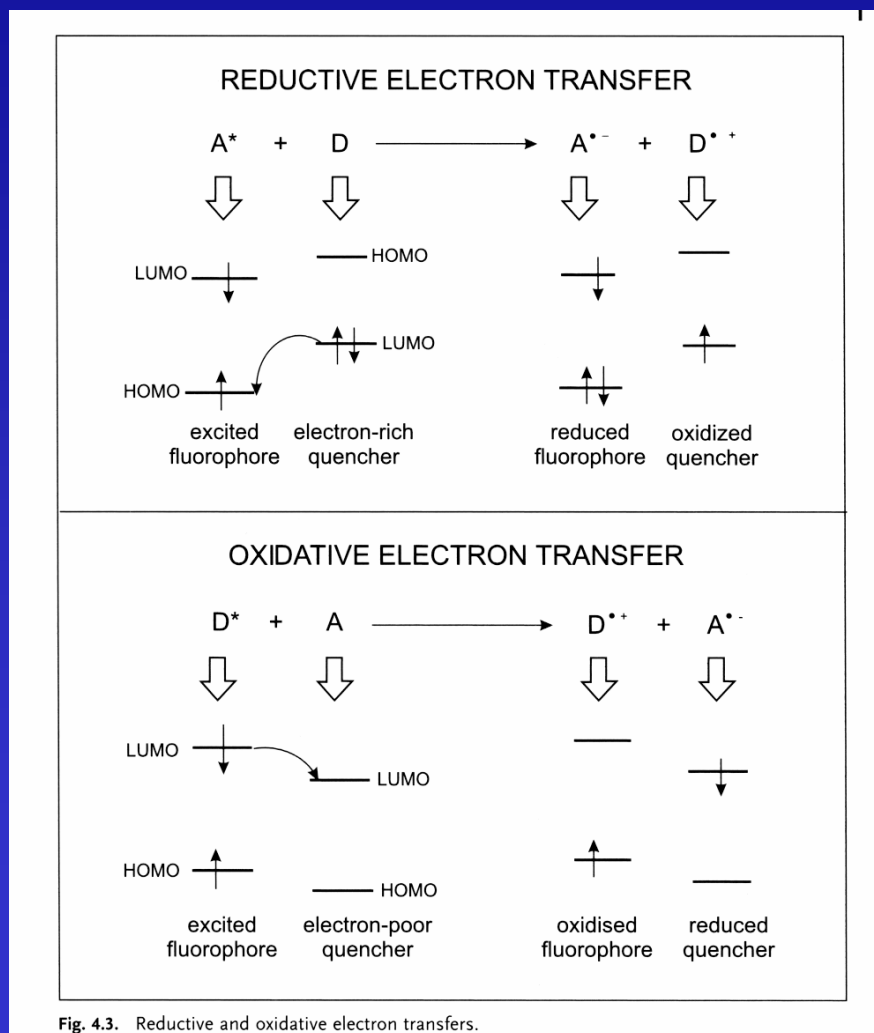 REDUCTIVE ELECTRON TRANSFER
A* + D A•− + D•+
HOMO
LUMO
LUMO
HOMO
excited fluorophore
electron-rich quencher
reduced fluorophore
oxidized quencher
OXIDATIVE ELECTRON TRANSFER
D* + A D•+ + A•-
LUMO
LUMO
HOMO
HOMO
excited fluorophore
electron-poor quencher
oxidised fluorophore
reduced quencher
Fig. 4.3. Reductive and oxidative electron transfers.